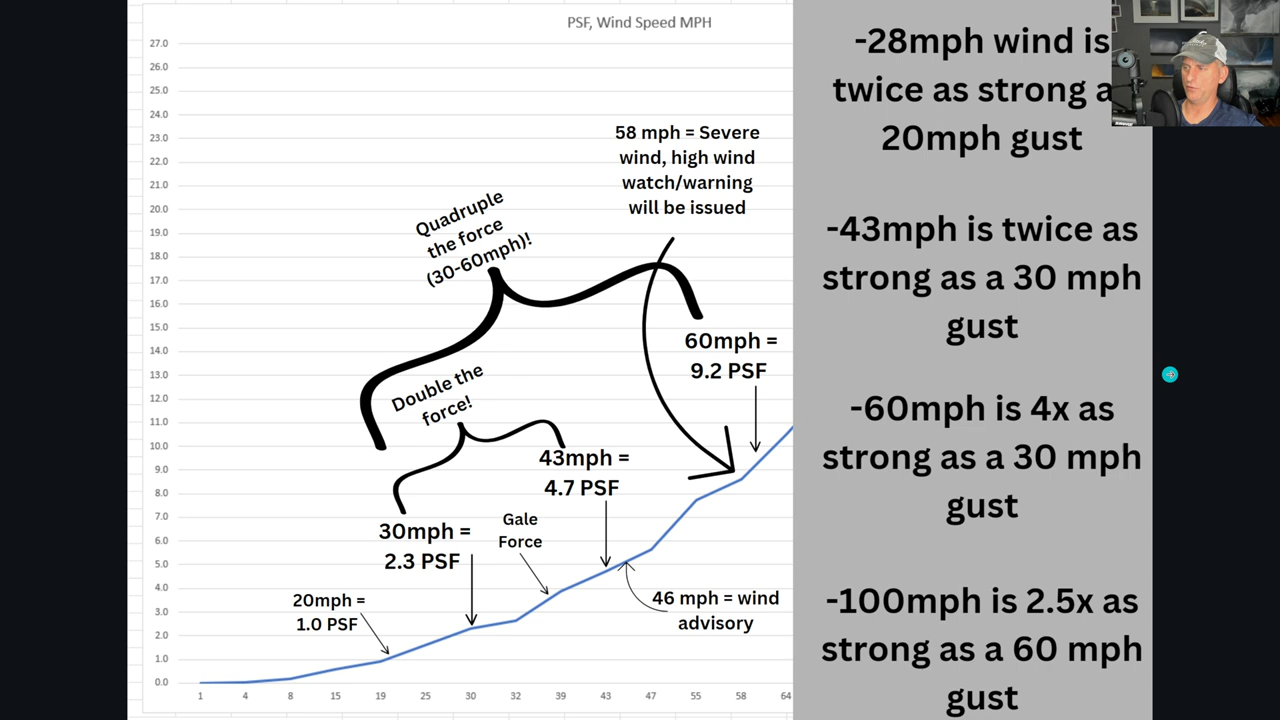 PSF, Wind Speed MPH
27.0
26.0
25.0
24.0
23.0
22.0
21.0
20.0
19.0
18.0
17.0
16.0
15.0
14.0
13.0
12.0
11.0
10.0
9.0
8.0
7.0
6.0
5.0
4.0
3.0
2.0
1.0
0.0
1 4 8 15 19 25 30 32 39 43 47 55 58 64
58 mph = Severe
wind, high wind
watch/warning
will be issued
Quadruple
the force
(30-60mph)!
60mph =
9.2 PSF
Double the
force!
43mph =
4.7 PSF
30mph =
2.3 PSF
Gale
Force
20mph =
1.0 PSF
46 mph = wind
advisory
-28mph wind is
twice as strong
20mph gust
-43mph is twice as
strong as a 30 mph
gust
-60mph is 4x as
strong as a 30 mph
gust
-100mph is 2.5x as
strong as a 60 mph
gust